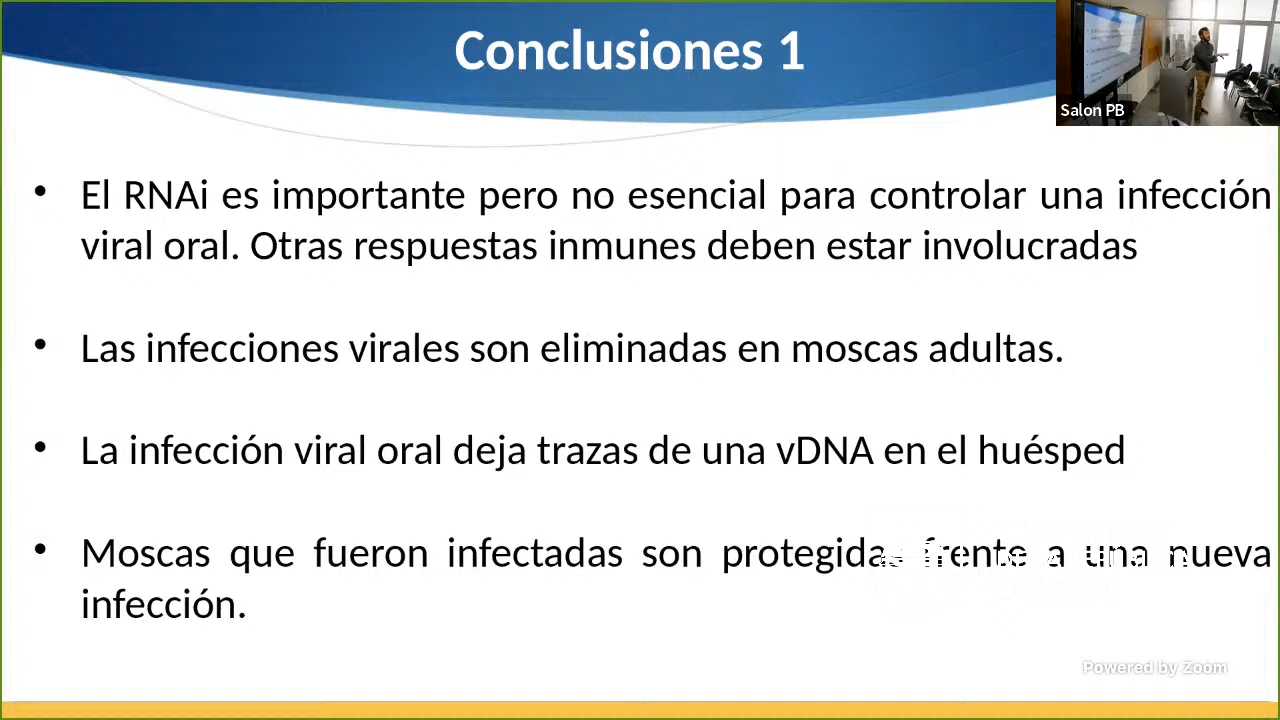 Conclusiones 1
Salon PB
• El RNAi es importante pero no esencial para controlar una infección
viral oral. Otras respuestas inmunes deben estar involucradas
• Las infecciones virales son eliminadas en moscas adultas.
• La infección viral oral deja trazas de una vDNA en el huésped
• Moscas que fueron infectadas son protegidas frente a una nueva
infección.
Powered by Zoom